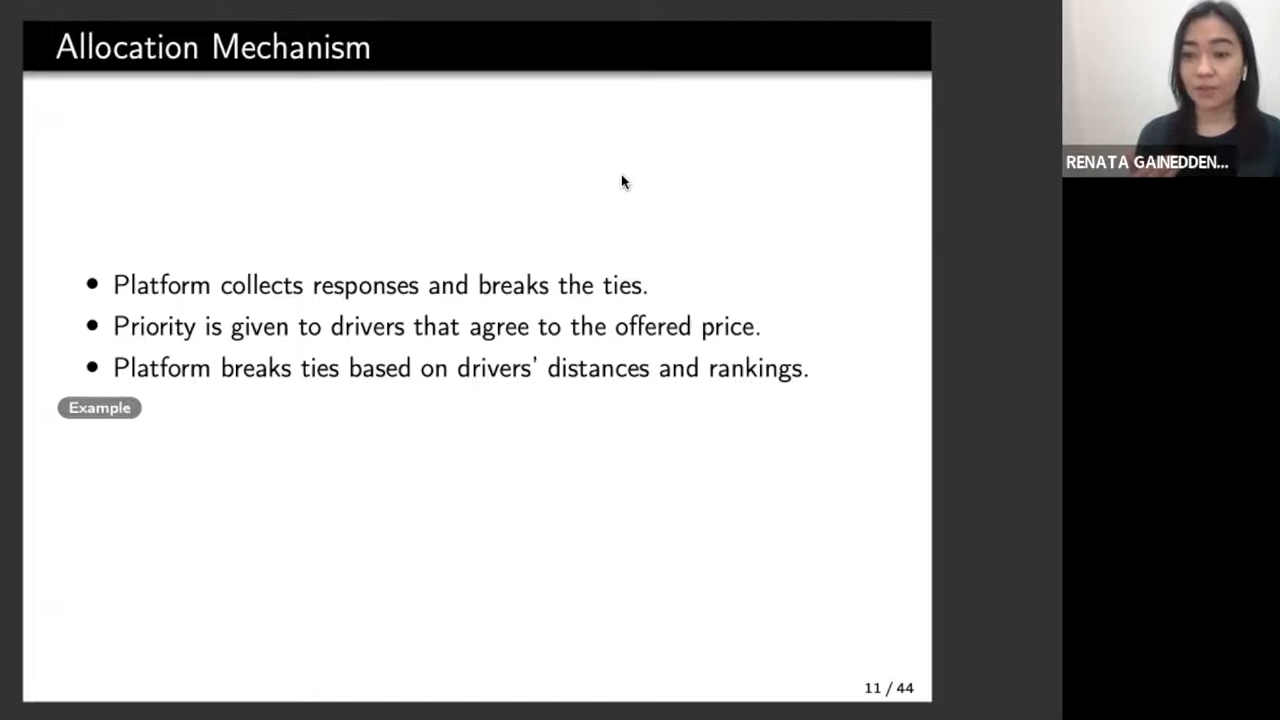 Allocation Mechanism
RENATA GAINEDDEN...
• Platform collects responses and breaks the ties.
• Priority is given to drivers that agree to the offered price.
• Platform breaks ties based on drivers' distances and rankings.
Example
11 / 44